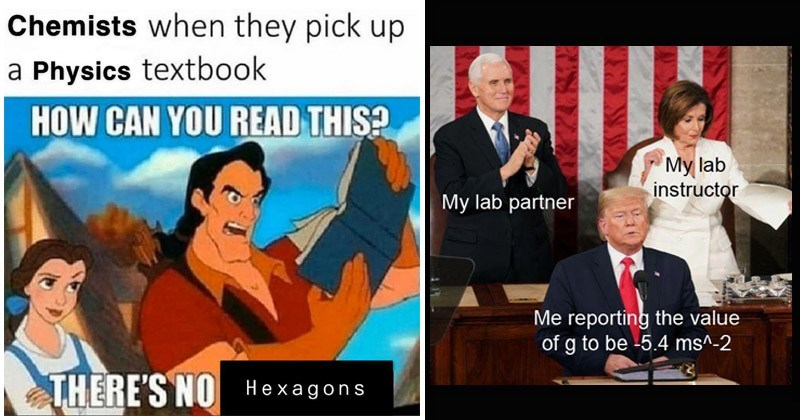 Chemists when they pick up
a Physics textbook
HOW CAN YOU READ THIS?
THERE'S NO Hexagons
My lab partner
My lab
instructor
Me reporting the value
of g to be -5.4 ms^-2